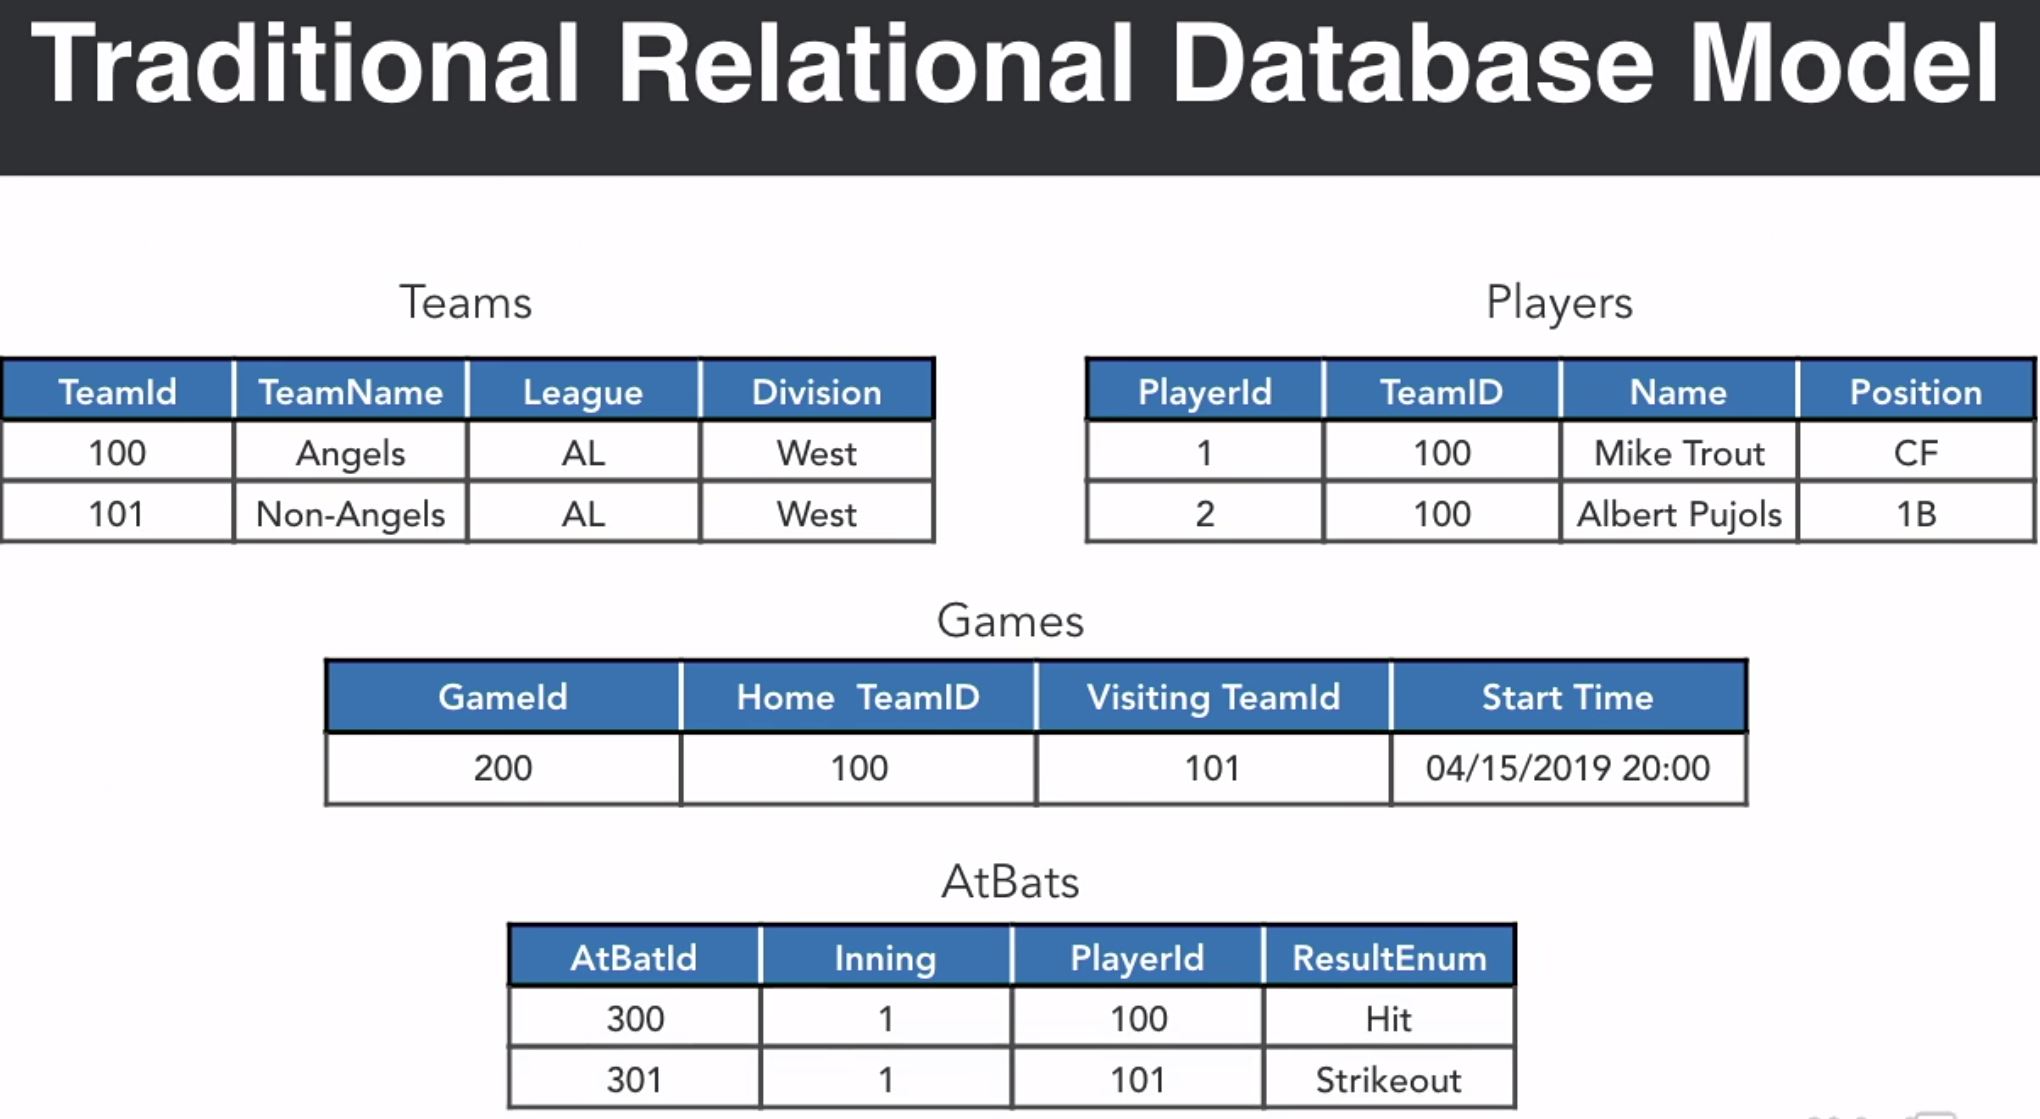 Traditional Relational Database Model
Teams
TeamId TeamName League Division
100 Angels AL West
101 Non-Angels AL West
Players
PlayerId TeamID Name Position
1 100 Mike Trout CF
2 100 Albert Pujols 1B
Games
GameId Home TeamID Visiting TeamId Start Time
200 100 101 04/15/2019 20:00
AtBats
AtBatId Inning PlayerId ResultEnum
300 1 100 Hit
301 1 101 Strikeout